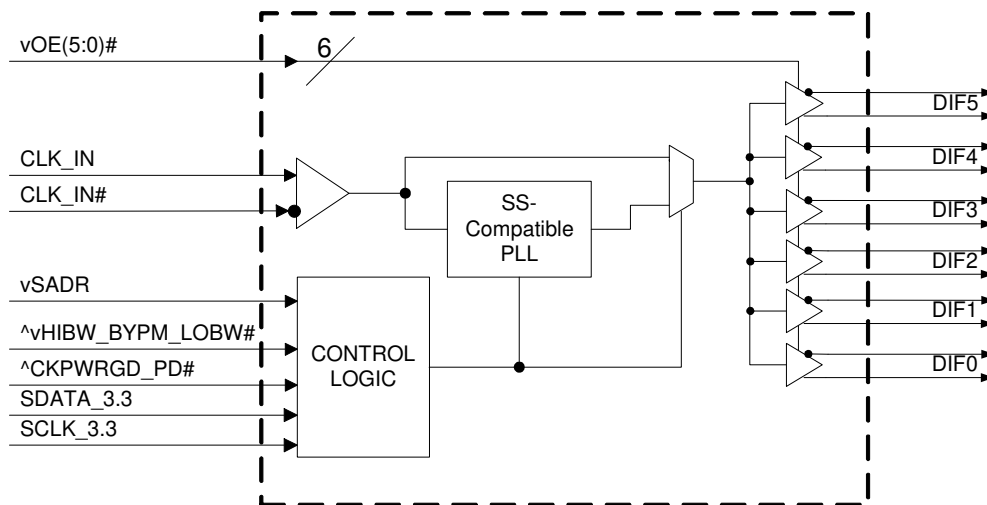 vOE(5:0)#
6
DIF5
CLK_IN
DIF4
CLK_IN#
SS-
Compatible
PLL
DIF3
vSADR
DIF2
^vHIBW_BYPM_LOBW#
DIF1
^CKPWRGD_PD#
CONTROL
LOGIC
DIF0
SDATA_3.3
SCLK_3.3